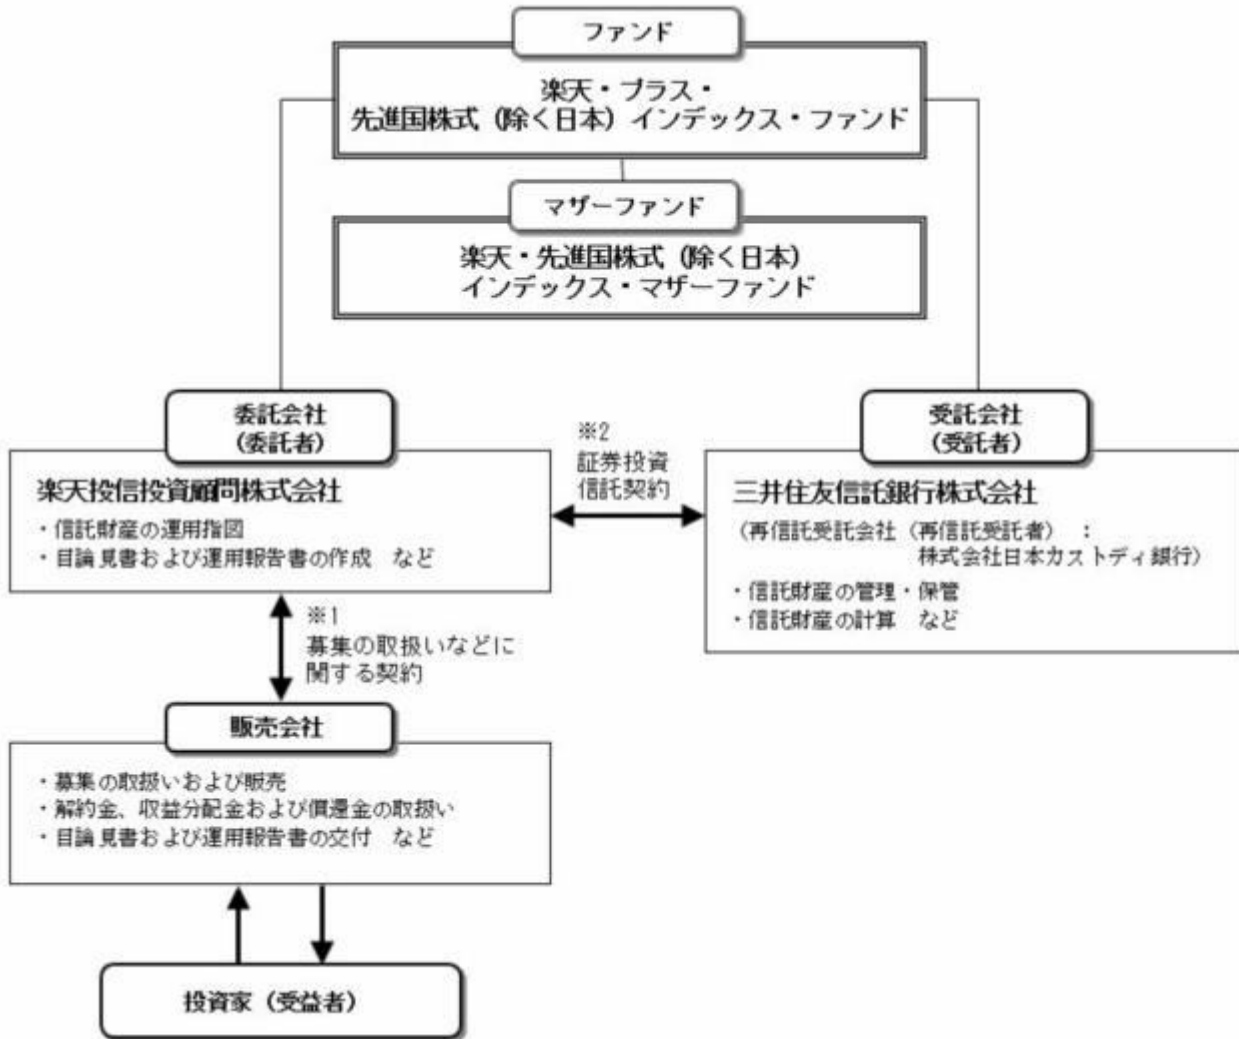 ファンド
楽天・プラス・
先進国株式（除く日本）インデックス・ファンド
マザーファンド
楽天・先進国株式（除く日本）
インデックス・マザーファンド
委託会社
（委託者）
楽天投信投資顧問株式会社
・信託財産の運用指図
・目論見書および運用報告書の作成　など
※2
証券投資
信託契約
受託会社
（受託者）
三井住友信託銀行株式会社
（再信託受託会社（再信託受託者）　：
株式会社日本カストディ銀行）
・信託財産の管理・保管
・信託財産の計算　など
※1
募集の取扱いなどに
関する契約
販売会社
・募集の取扱いおよび販売
・解約金、収益分配金および償還金の取扱い
・目論見書および運用報告書の交付　など
投資家（受益者）